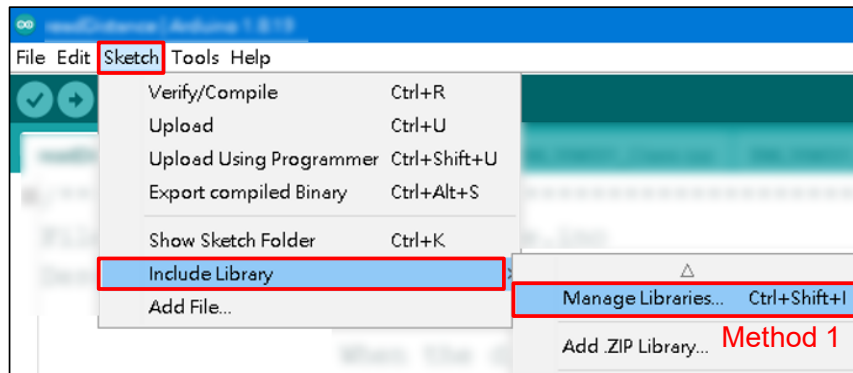 File Edit Sketch Tools Help
Verify/Compile Ctrl+R
Upload Ctrl+U
Upload Using Programmer Ctrl+Shift+U
Export compiled Binary Ctrl+Alt+S
Show Sketch Folder Ctrl+K
Include Library
Add File...
Manage Libraries... Ctrl+Shift+I
Add .ZIP Library...
Method 1